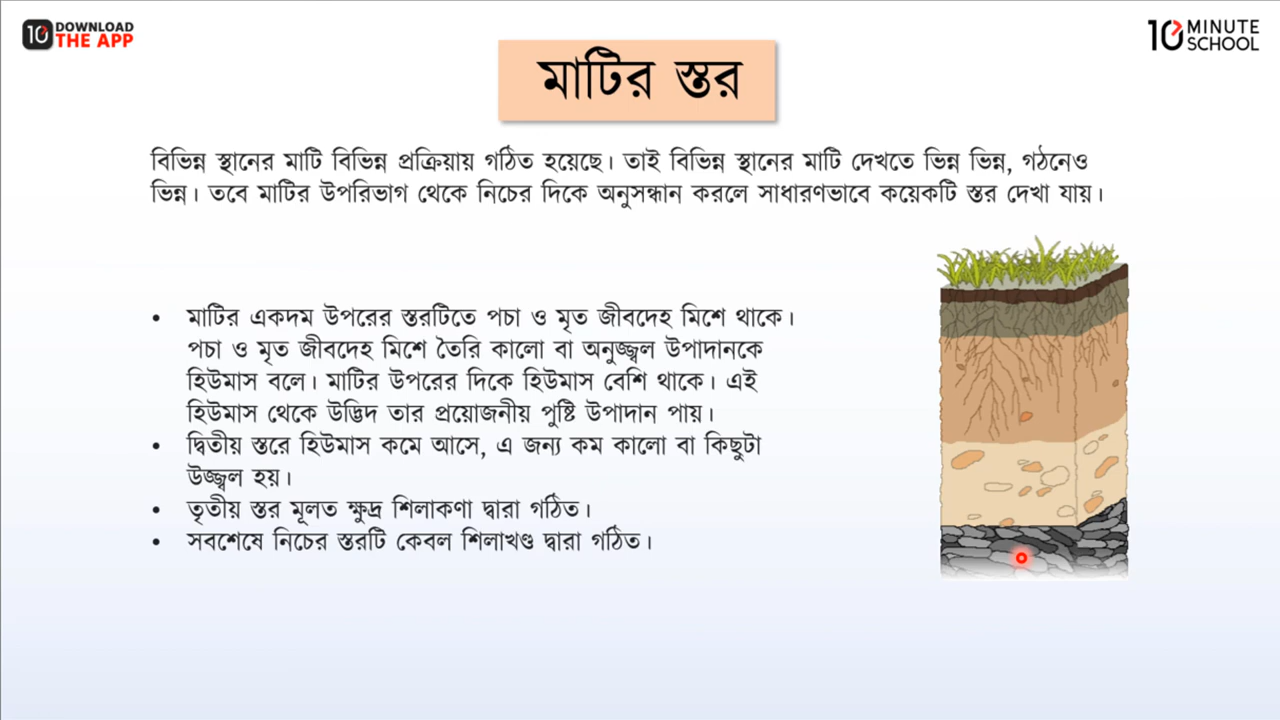 DOWNLOAD
THE APP
10 MINUTE
SCHOOL
মাটির স্তর
বিভিন্ন স্থানের মাটি বিভিন্ন প্রক্রিয়ায় গঠিত হয়েছে। তাই বিভিন্ন স্থানের মাটি দেখতে ভিন্ন ভিন্ন, গঠনেও
ভিন্ন। তবে মাটির উপরিভাগ থেকে নিচের দিকে অনুসন্ধান করলে সাধারণভাবে কয়েকটি স্তর দেখা যায়।
• মাটির একদম উপরের স্তরটিতে পচা ও মৃত জীবদেহ মিশে থাকে।
পচা ও মৃত জীবদেহ মিশে তৈরি কালো বা অনুজ্জ্বল উপাদানকে
হিউমাস বলে। মাটির উপরের দিকে হিউমাস বেশি থাকে। এই
হিউমাস থেকে উদ্ভিদ তার প্রয়োজনীয় পুষ্টি উপাদান পায়।
• দ্বিতীয় স্তরে হিউমাস কমে আসে, এ জন্য কম কালো বা কিছুটা
উজ্জ্বল হয়।
• তৃতীয় স্তর মূলত ক্ষুদ্র শিলাকণা দ্বারা গঠিত।
• সবশেষে নিচের স্তরটি কেবল শিলাখণ্ড দ্বারা গঠিত।